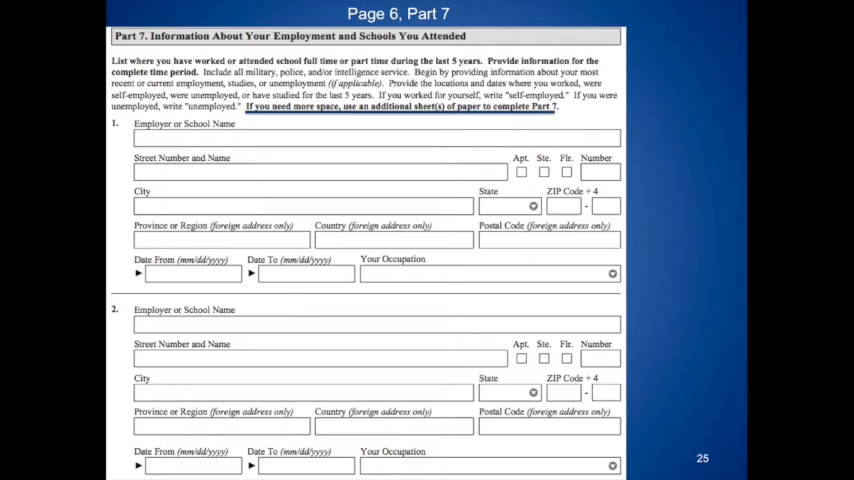 Page 6, Part 7
Part 7. Information About Your Employment and Schools You Attended
List where you have worked or attended school full time or part time during the last 5 years. Provide information for the
complete time period. Include all military, police, and/or intelligence service. Begin by providing information about your most
recent or current employment, studies, or unemployment (if applicable). Provide the locations and dates where you worked, were
self-employed, were unemployed, or have studied for the last 5 years. If you worked for yourself, write "self-employed." If you were
unemployed, write "unemployed." If you need more space, use an additional sheet(s) of paper to complete Part 7.
1. Employer or School Name
Street Number and Name Apt. Ste. Flr. Number
City State ZIP Code + 4
-
Province or Region (foreign address only) Country (foreign address only) Postal Code (foreign address only)
Date From (mm/dd/yyyy) Date To (mm/dd/yyyy) Your Occupation
2. Employer or School Name
Street Number and Name Apt. Ste. Flr. Number
City State ZIP Code + 4
-
Province or Region (foreign address only) Country (foreign address only) Postal Code (foreign address only)
Date From (mm/dd/yyyy) Date To (mm/dd/yyyy) Your Occupation
25